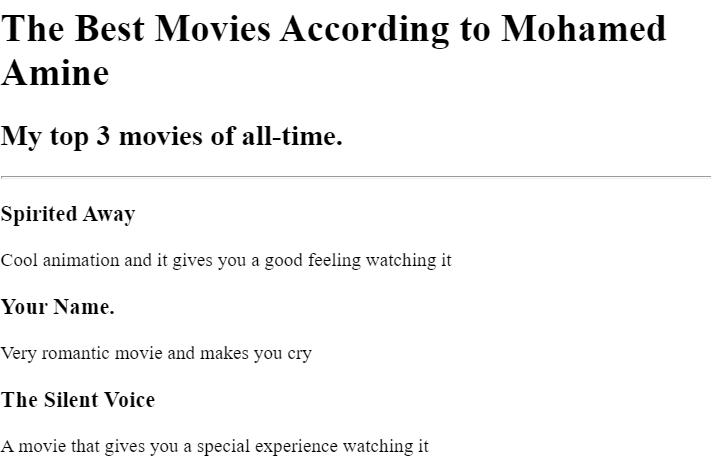 The Best Movies According to Mohamed
Amine
My top 3 movies of all-time.
Spirited Away
Cool animation and it gives you a good feeling watching it
Your Name.
Very romantic movie and makes you cry
The Silent Voice
A movie that gives you a special experience watching it